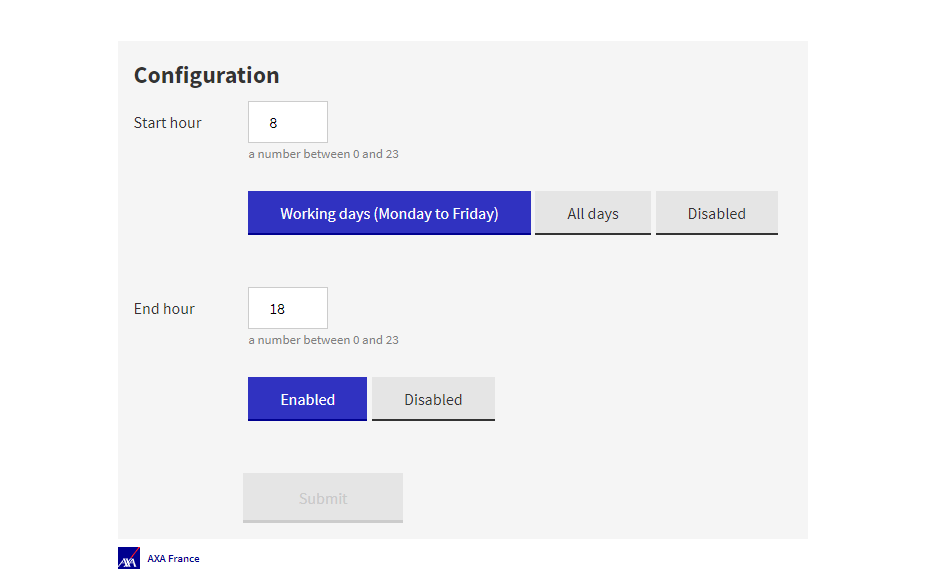 Configuration
Start hour
8
a number between 0 and 23
Working days (Monday to Friday)
All days
Disabled
End hour
18
a number between 0 and 23
Enabled
Disabled
Submit
AXA
AXA France